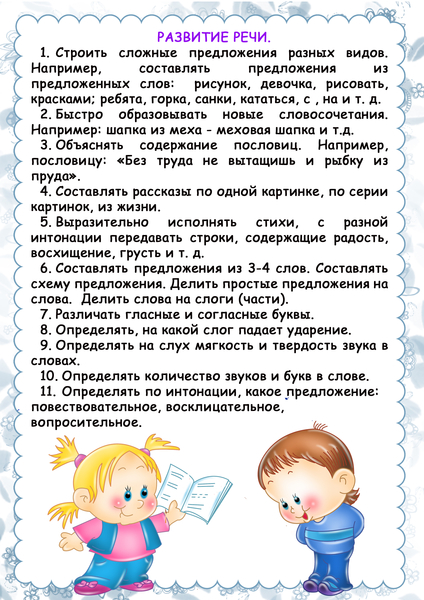 РАЗВИТИЕ РЕЧИ.
1. Строить сложные предложения разных видов.
Например, составлять предложения из
предложенных слов: рисунок, девочка, рисовать,
красками; ребята, горка, санки, кататься, с , на и т. д.
2. Быстро образовывать новые словосочетания.
Например: шапка из меха - меховая шапка и т.д.
3. Объяснять содержание пословиц. Например,
пословицу: «Без труда не вытащишь и рыбку из
пруда».
4. Составлять рассказы по одной картинке, по серии
картинок, из жизни.
5. Выразительно исполнять стихи, с разной
интонации передавать строки, содержащие радость,
восхищение, грусть и т. д.
6. Составлять предложения из 3-4 слов. Составлять
схему предложения. Делить простые предложения на
слова. Делить слова на слоги (части).
7. Различать гласные и согласные буквы.
8. Определять, на какой слог падает ударение.
9. Определять на слух мягкость и твердость звука в
словах.
10. Определять количество звуков и букв в слове.
11. Определять по интонации, какое предложение:
повествовательное, восклицательное,
вопросительное.